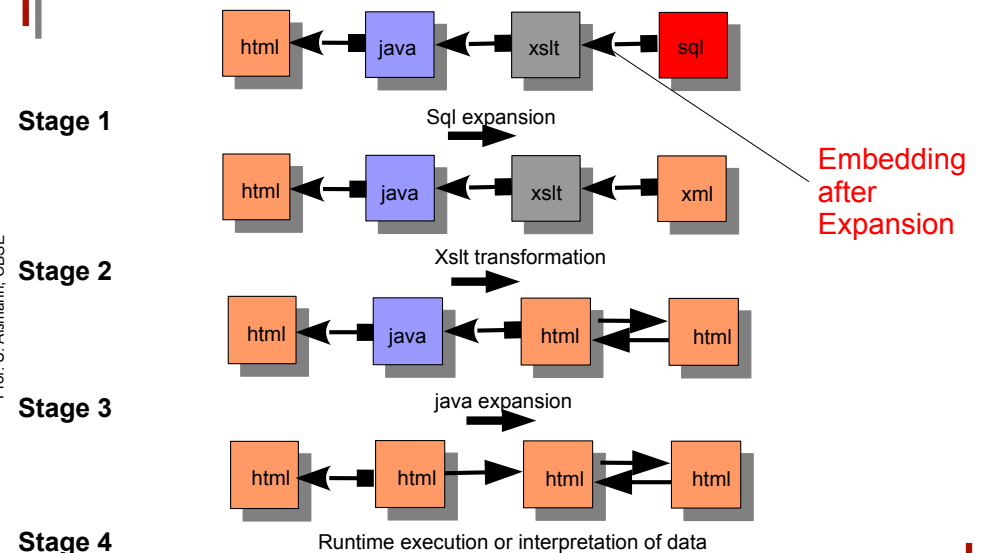 html java xslt sql
Stage 1
Sql expansion
Embedding
after
Expansion
html java xslt xml
Stage 2
Xslt transformation
html java html html
Stage 3
java expansion
html html html html
Stage 4
Runtime execution or interpretation of data